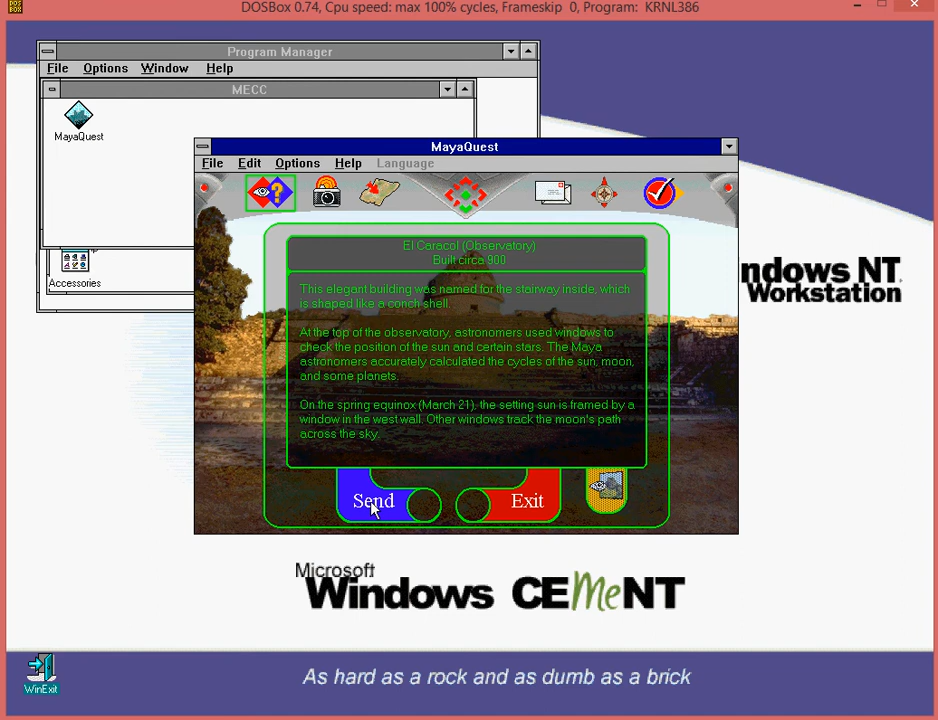 DOSBox 0.74, Cpu speed: max 100% cycles, Frameskip 0, Program: KRNL386
DOS
BOX
Program Manager
File Options Window Help
MECC
MayaQuest
MayaQuest
File Edit Options Help Language
El Caracol (Observatory)
Built circa 900
This elegant building was named for the stairway inside, which
is shaped like a conch shell.
At the top of the observatory, astronomers used windows to
check the position of the sun and certain stars. The Maya
astronomers accurately calculated the cycles of the sun, moon,
and some planets.
On the spring equinox (March 21), the setting sun is framed by a
window in the west wall. Other windows track the moon's path
across the sky.
Send
Exit
Accessories
ndows NT
Workstation
Microsoft
Windows CEMeNT
WinExit
As hard as a rock and as dumb as a brick